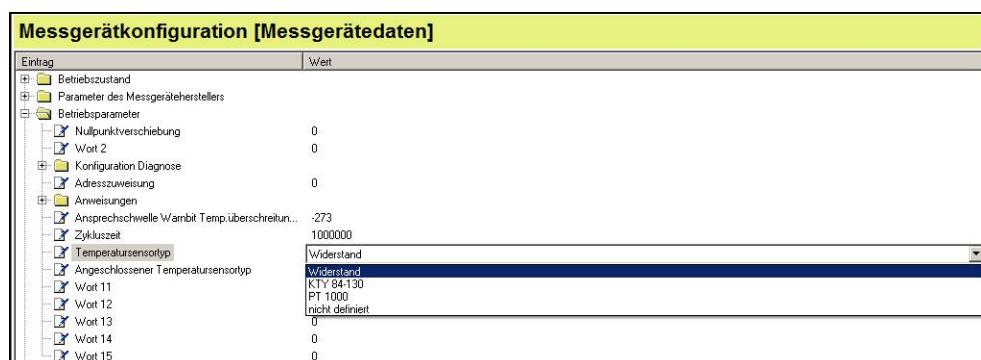 Messgerätkonfiguration [Messgerätedaten]
Eintrag Wert
Betriebszustand
Parameter des Messgeräteherstellers
Betriebsparameter
Nullpunktverschiebung 0
Wort 2 0
Konfiguration Diagnose
Adresszuweisung 0
Anweisungen
Ansprechschwelle Warnbit Temp.überschreitun... -273
Zykluszeit 1000000
Temperatursensortyp Widerstand
Angeschlossener Temperatursensortyp Widerstand
Wort 11 KTY 84-130
PT 1000
Wort 12 nicht definiert
Wort 13 0
Wort 14 0
Wort 15 0